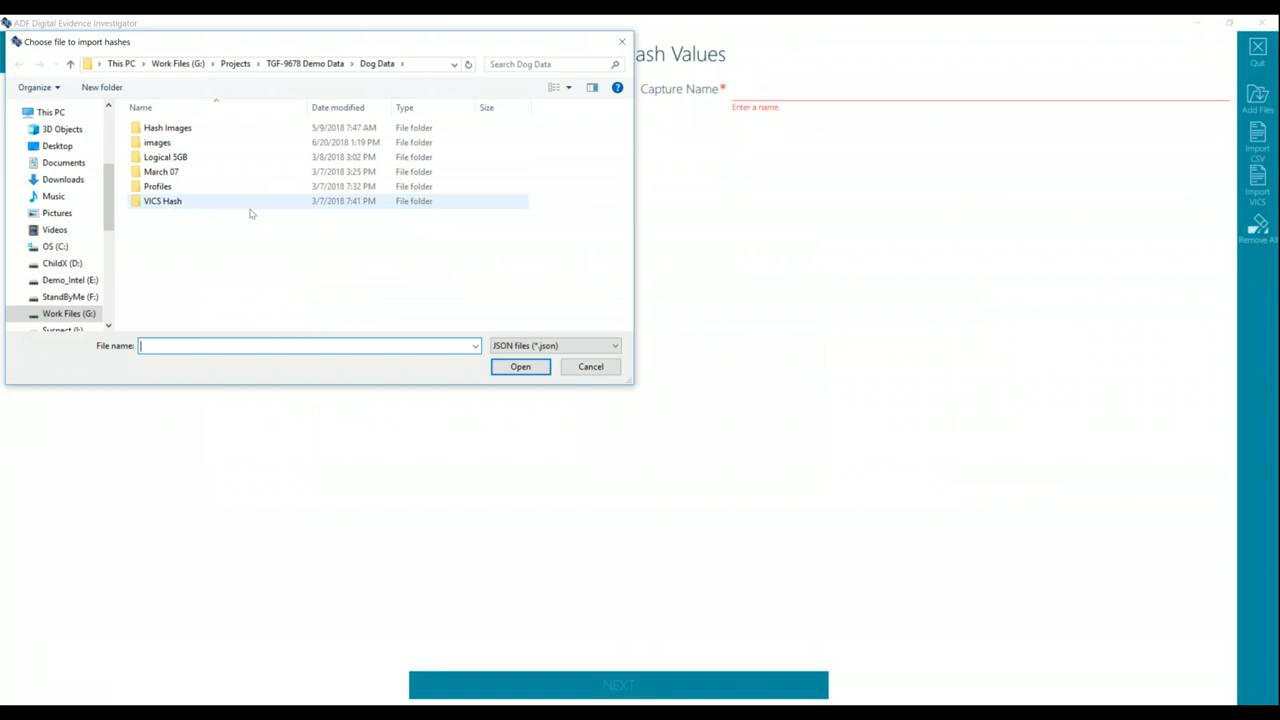 ADF Digital Evidence Investigator
Choose file to import hashes
This PC > Work Files (G:) > Projects > TGF-9678 Demo Data > Dog Data >
Search Dog Data
Organize
New folder
This PC
3D Objects
Desktop
Documents
Downloads
Music
Pictures
Videos
OS (C:)
ChildX (D:)
Demo_Intel (E:)
StandByMe (F:)
Work Files (G:)
Suspect (I:)
Name Date modified Type Size
Hash Images 5/9/2018 7:47 AM File folder
images 6/20/2018 1:19 PM File folder
Logical 5GB 3/8/2018 3:02 PM File folder
March 07 3/7/2018 3:25 PM File folder
Profiles 3/7/2018 7:32 PM File folder
VICS Hash 3/7/2018 7:41 PM File folder
File name:
JSON files (*.json)
Open Cancel
ash Values
Capture Name*
Enter a name.
Quit
Add Files
Import
CSV
Import
VICS
Remove All
NEXT